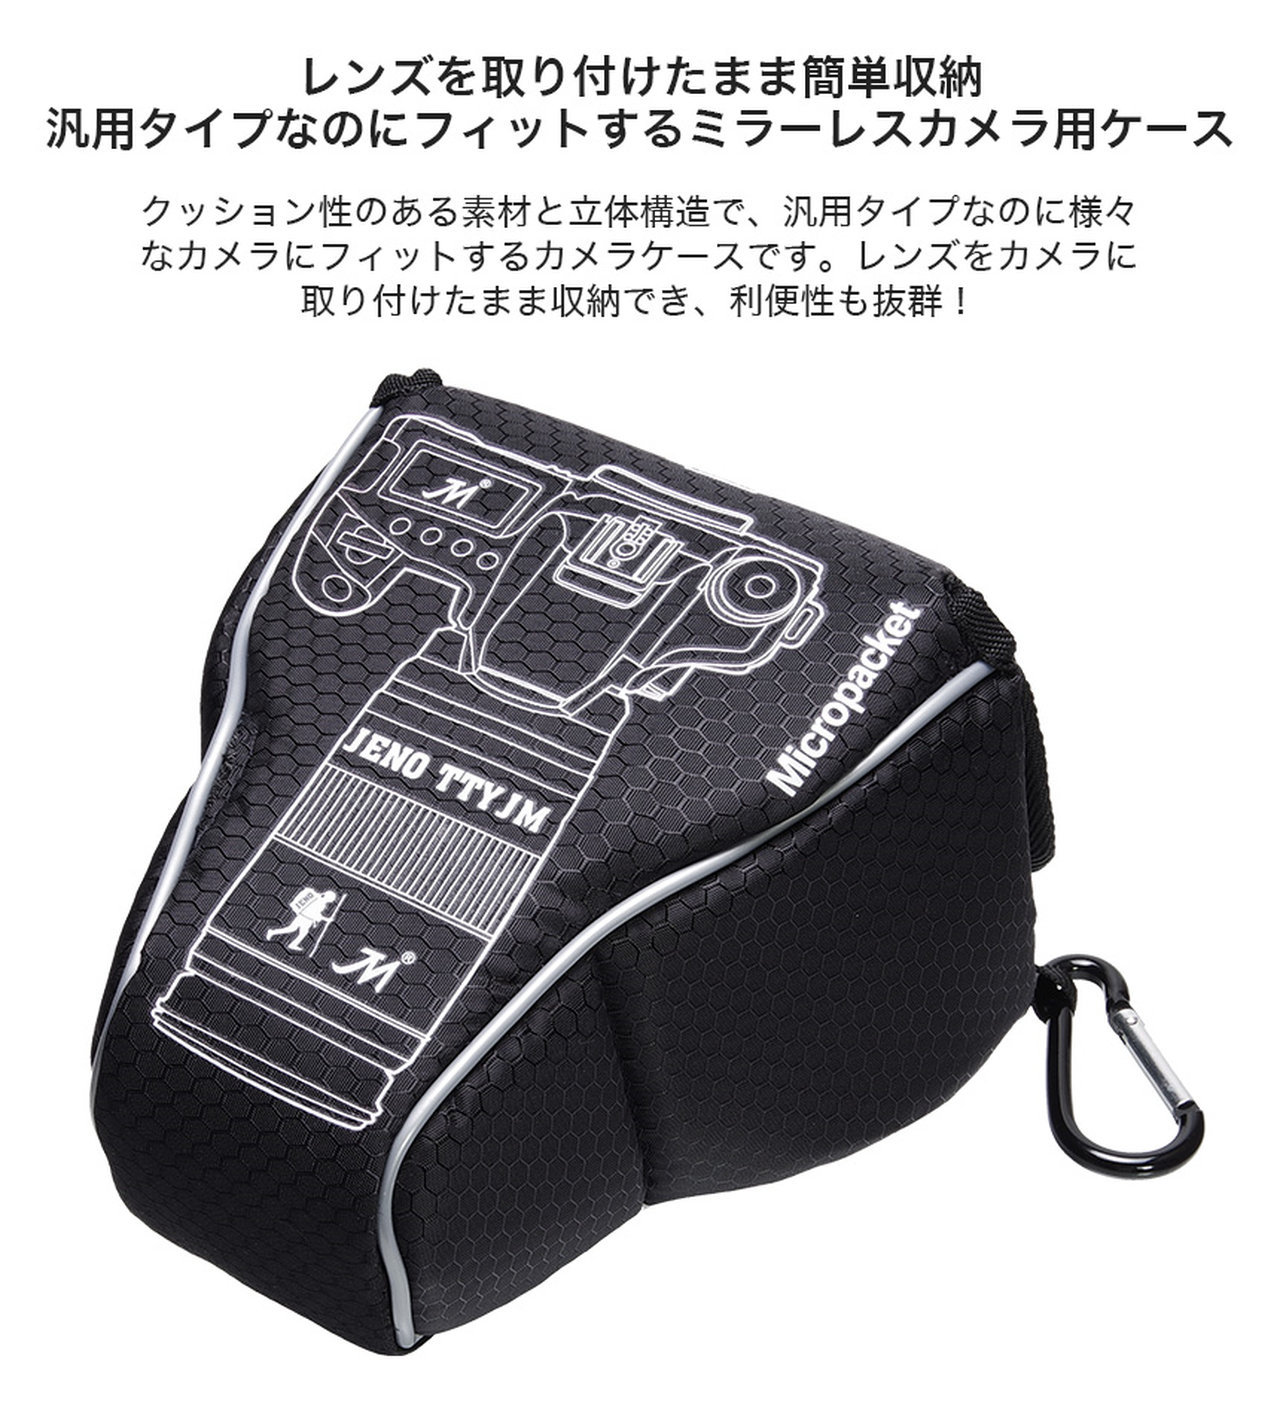 レンズを取り付けたまま簡単収納
汎用タイプなのにフィットするミラーレスカメラ用ケース
クッション性のある素材と立体構造で、汎用タイプなのに様々
なカメラにフィットするカメラケースです。レンズをカメラに
取り付けたまま収納でき、利便性も抜群！
M®
Micropacket
JENO TTYJM
JENO
M®